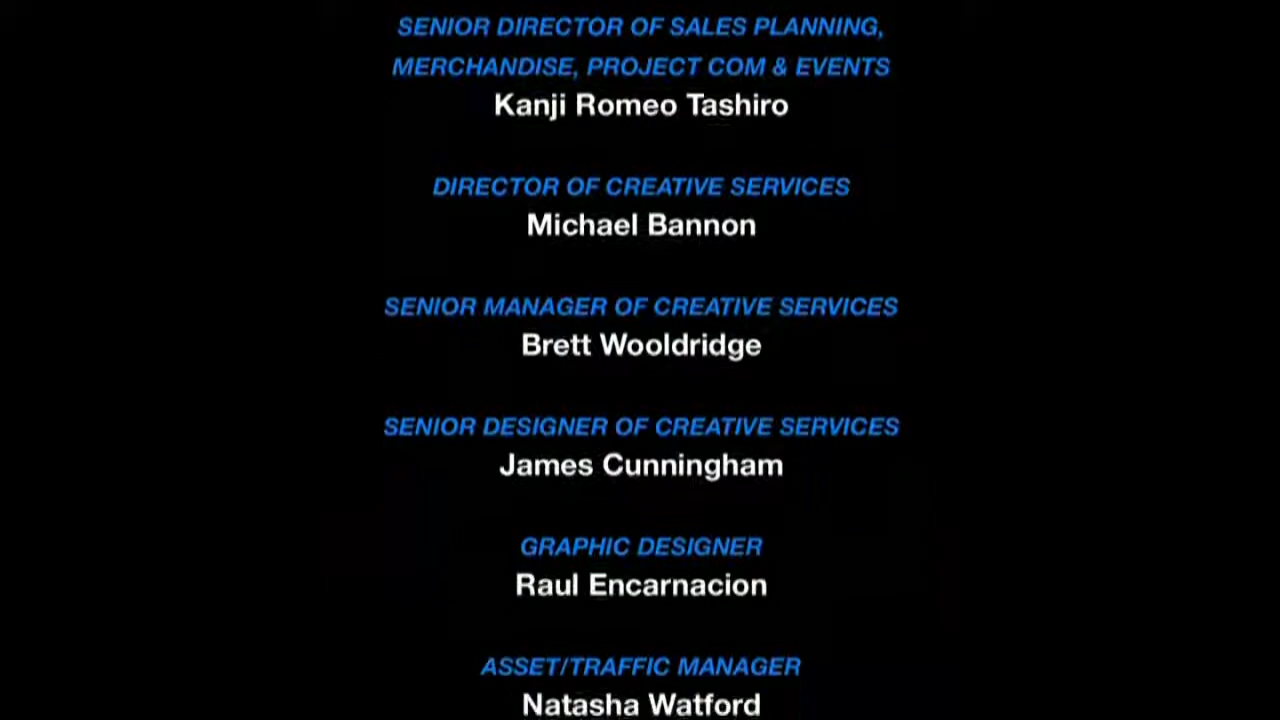 SENIOR DIRECTOR OF SALES PLANNING,
MERCHANDISE, PROJECT COM & EVENTS
Kanji Romeo Tashiro
DIRECTOR OF CREATIVE SERVICES
Michael Bannon
SENIOR MANAGER OF CREATIVE SERVICES
Brett Wooldridge
SENIOR DESIGNER OF CREATIVE SERVICES
James Cunningham
GRAPHIC DESIGNER
Raul Encarnacion
ASSET/TRAFFIC MANAGER
Natasha Watford